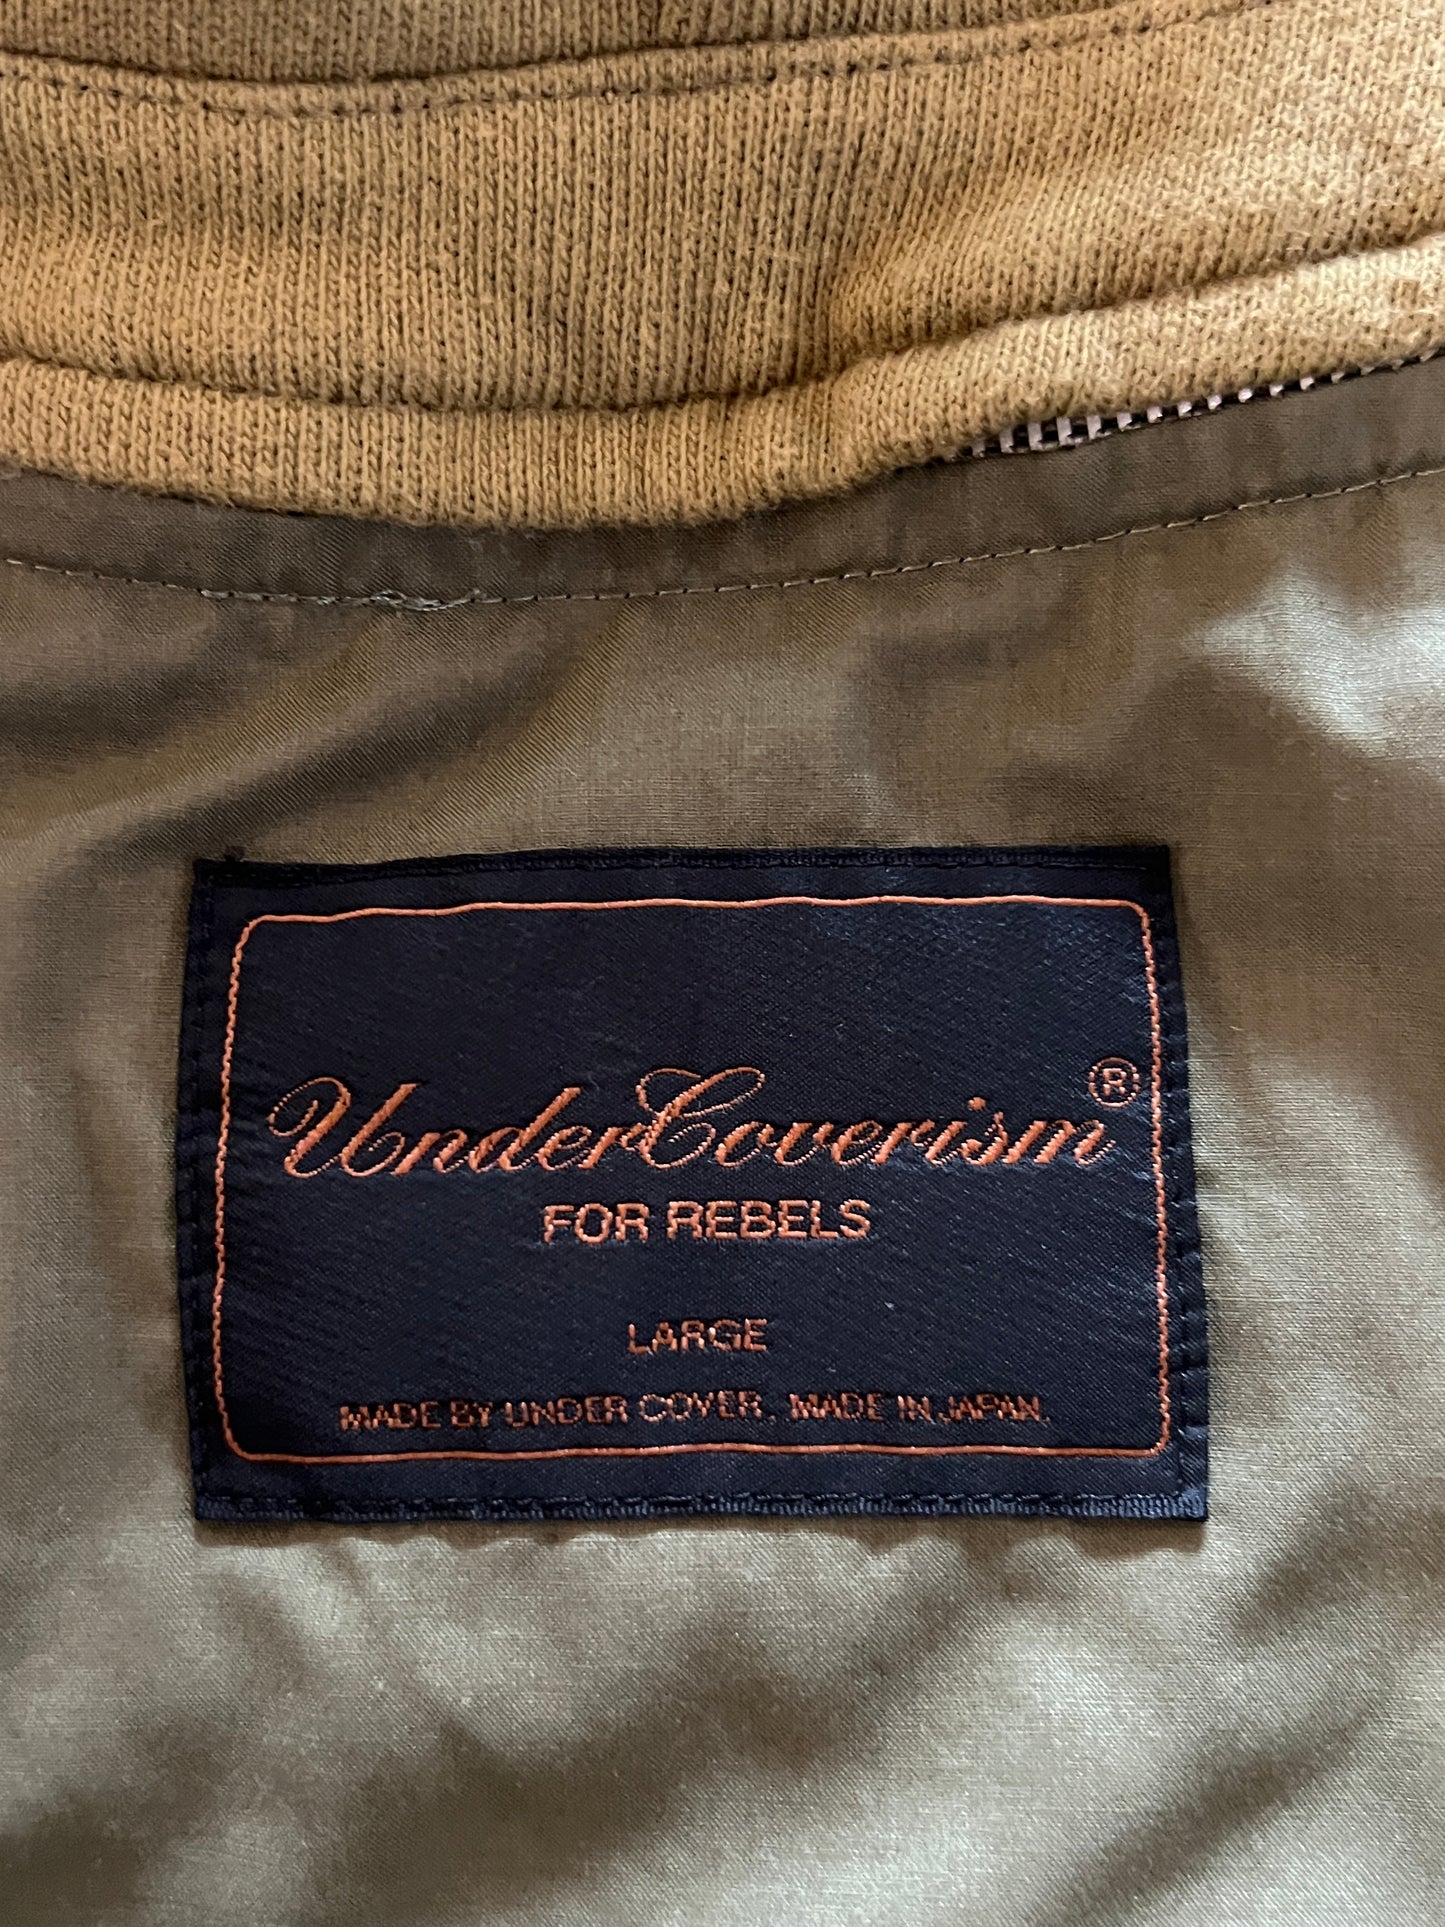 UnderCoverism®
FOR REBELS
LARGE
MADE BY UNDER COVER. MADE IN JAPAN.